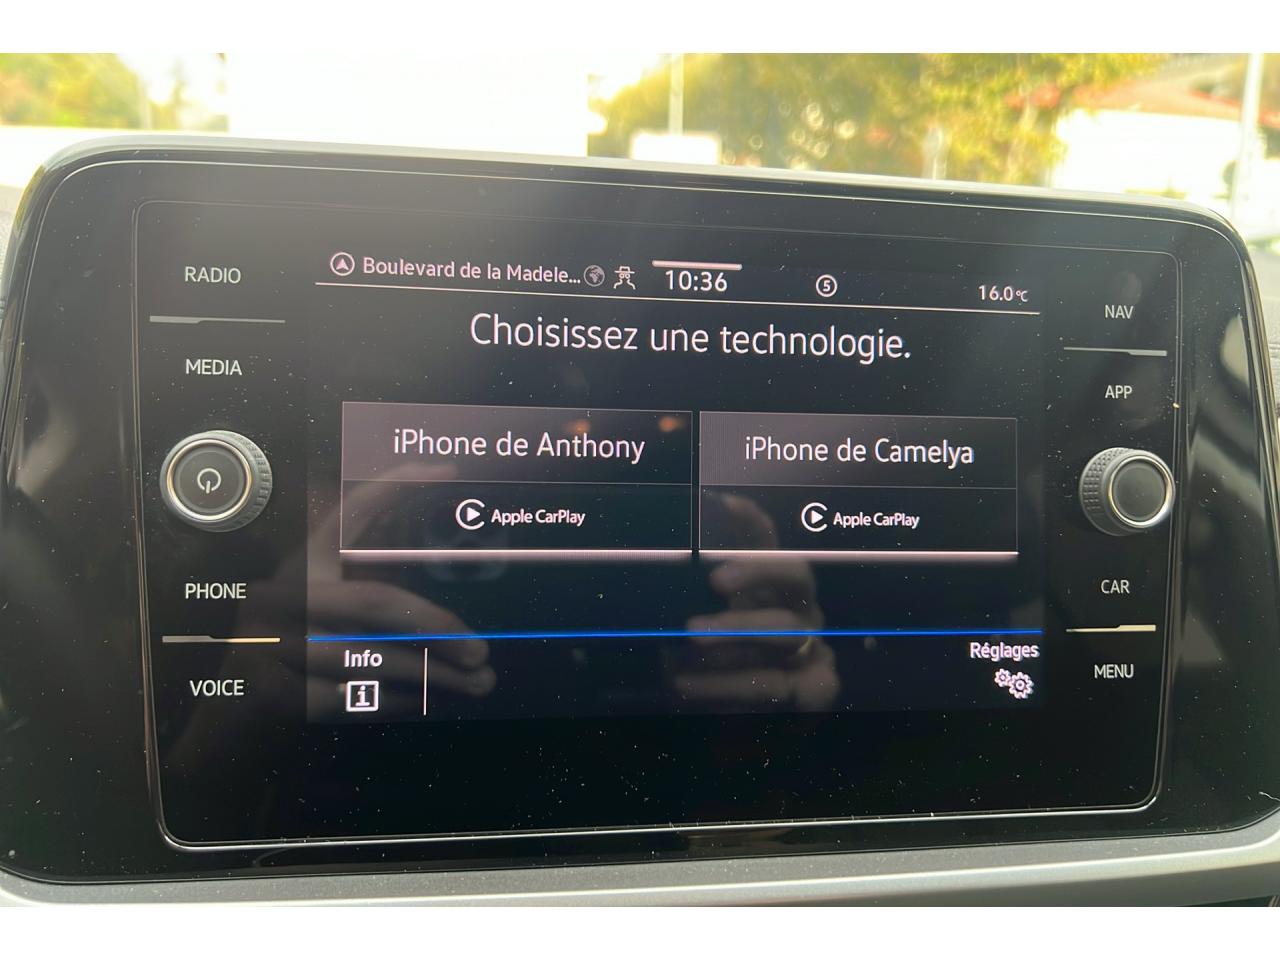 RADIO
MEDIA
PHONE
VOICE
Boulevard de la Madele...
10:36
5
16.0°C
Choisissez une technologie.
iPhone de Anthony
Apple CarPlay
iPhone de Camelya
Apple CarPlay
Info
i
Réglages
NAV
APP
CAR
MENU